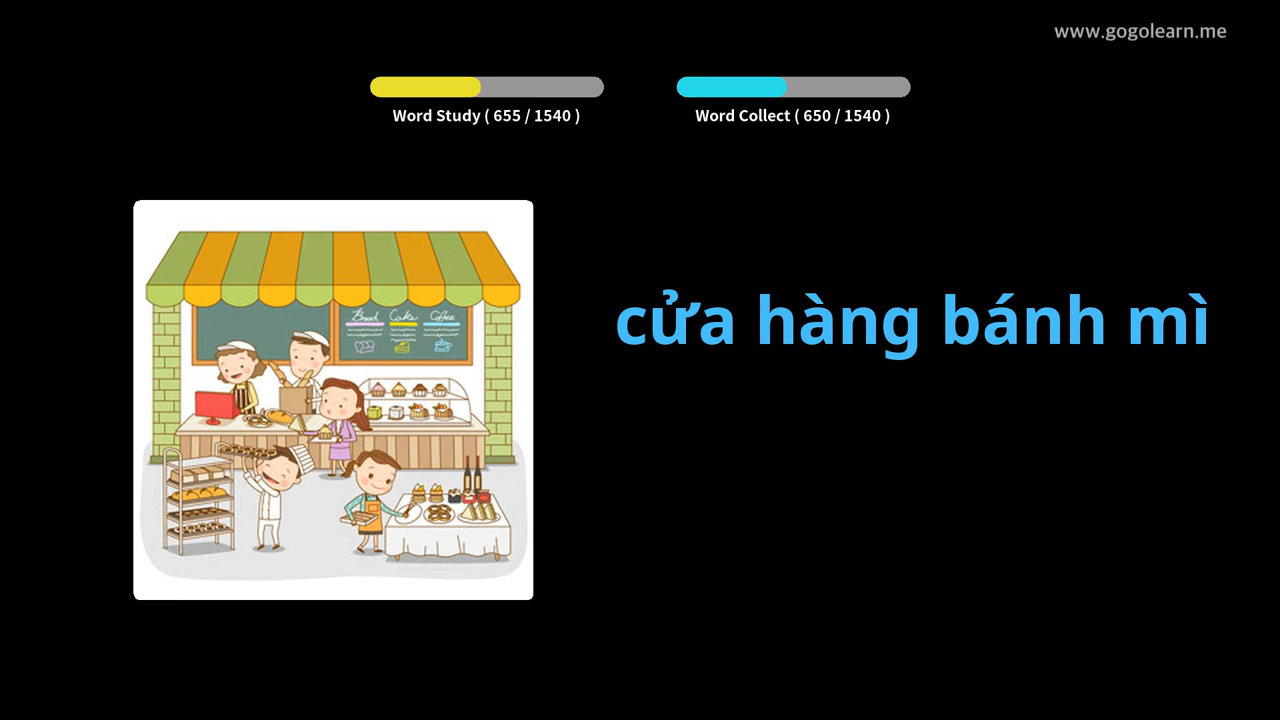 www.gogolearn.me
Word Study ( 655 / 1540 )
Word Collect ( 650 / 1540 )
Bread Cake Coffee
cửa hàng bánh mì